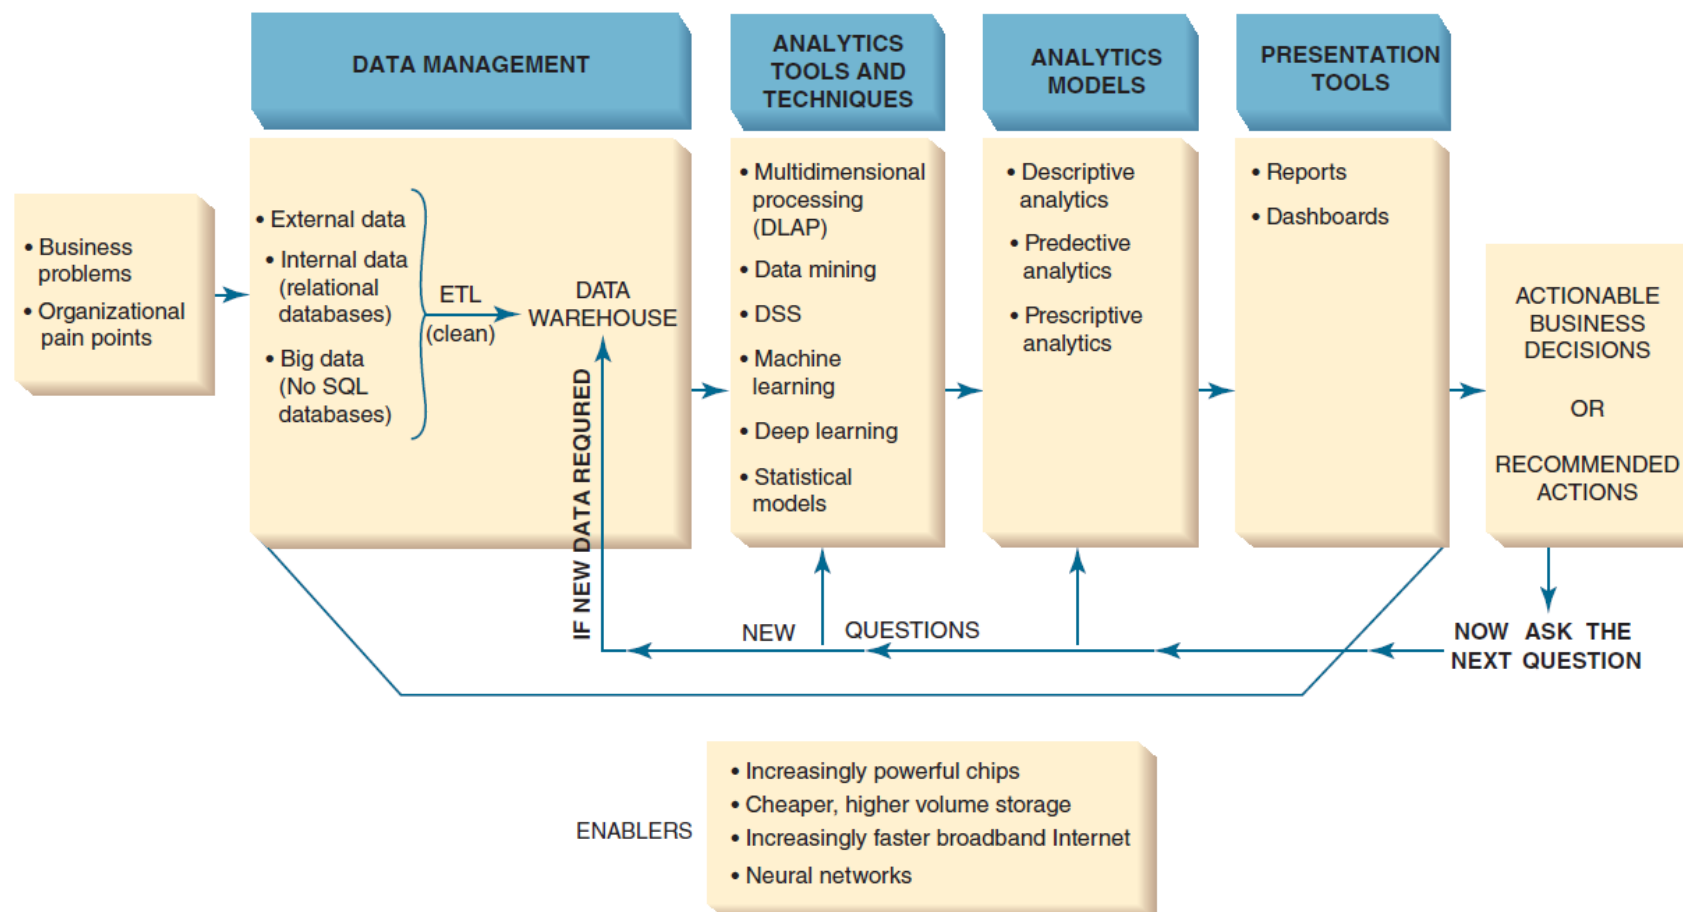 DATA MANAGEMENT
ANALYTICS
TOOLS AND
TECHNIQUES
ANALYTICS
MODELS
PRESENTATION
TOOLS
• Business
problems
• Organizational
pain points
• External data
• Internal data
(relational
databases)
• Big data
(No SQL
databases)
ETL
(clean)
DATA
WAREHOUSE
IF NEW DATA REQUIRED
• Multidimensional
processing
(DLAP)
• Data mining
• DSS
• Machine
learning
• Deep learning
• Statistical
models
• Descriptive
analytics
• Predective
analytics
• Prescriptive
analytics
• Reports
• Dashboards
ACTIONABLE
BUSINESS
DECISIONS
OR
RECOMMENDED
ACTIONS
NEW QUESTIONS
NOW ASK THE
NEXT QUESTION
ENABLERS
• Increasingly powerful chips
• Cheaper, higher volume storage
• Increasingly faster broadband Internet
• Neural networks